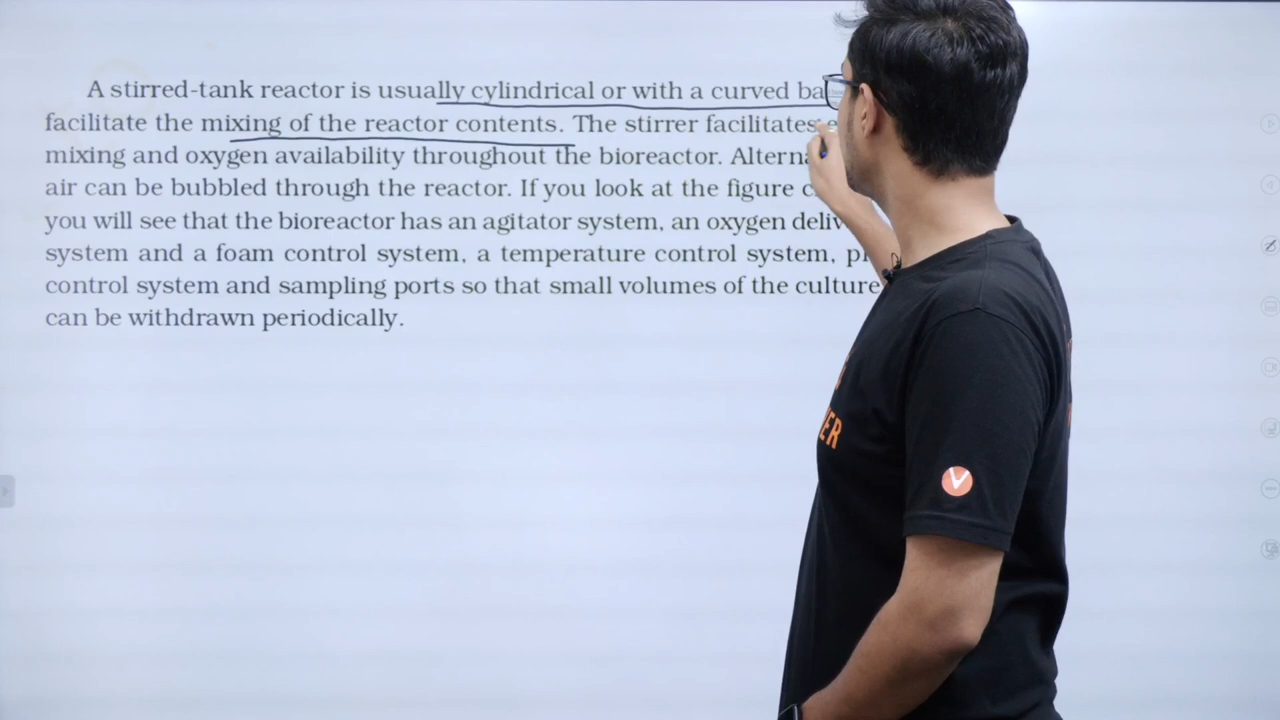 A stirred-tank reactor is usually cylindrical or with a curved
facilitate the mixing of the reactor contents. The stirrer facilitates
mixing and oxygen availability throughout the bioreactor.
air can be bubbled through the reactor. If you look at the figure
you will see that the bioreactor has an agitator system, an oxygen
system and a foam control system, a temperature control system,
control system and sampling ports so that small volumes of the culture
can be withdrawn periodically.
V